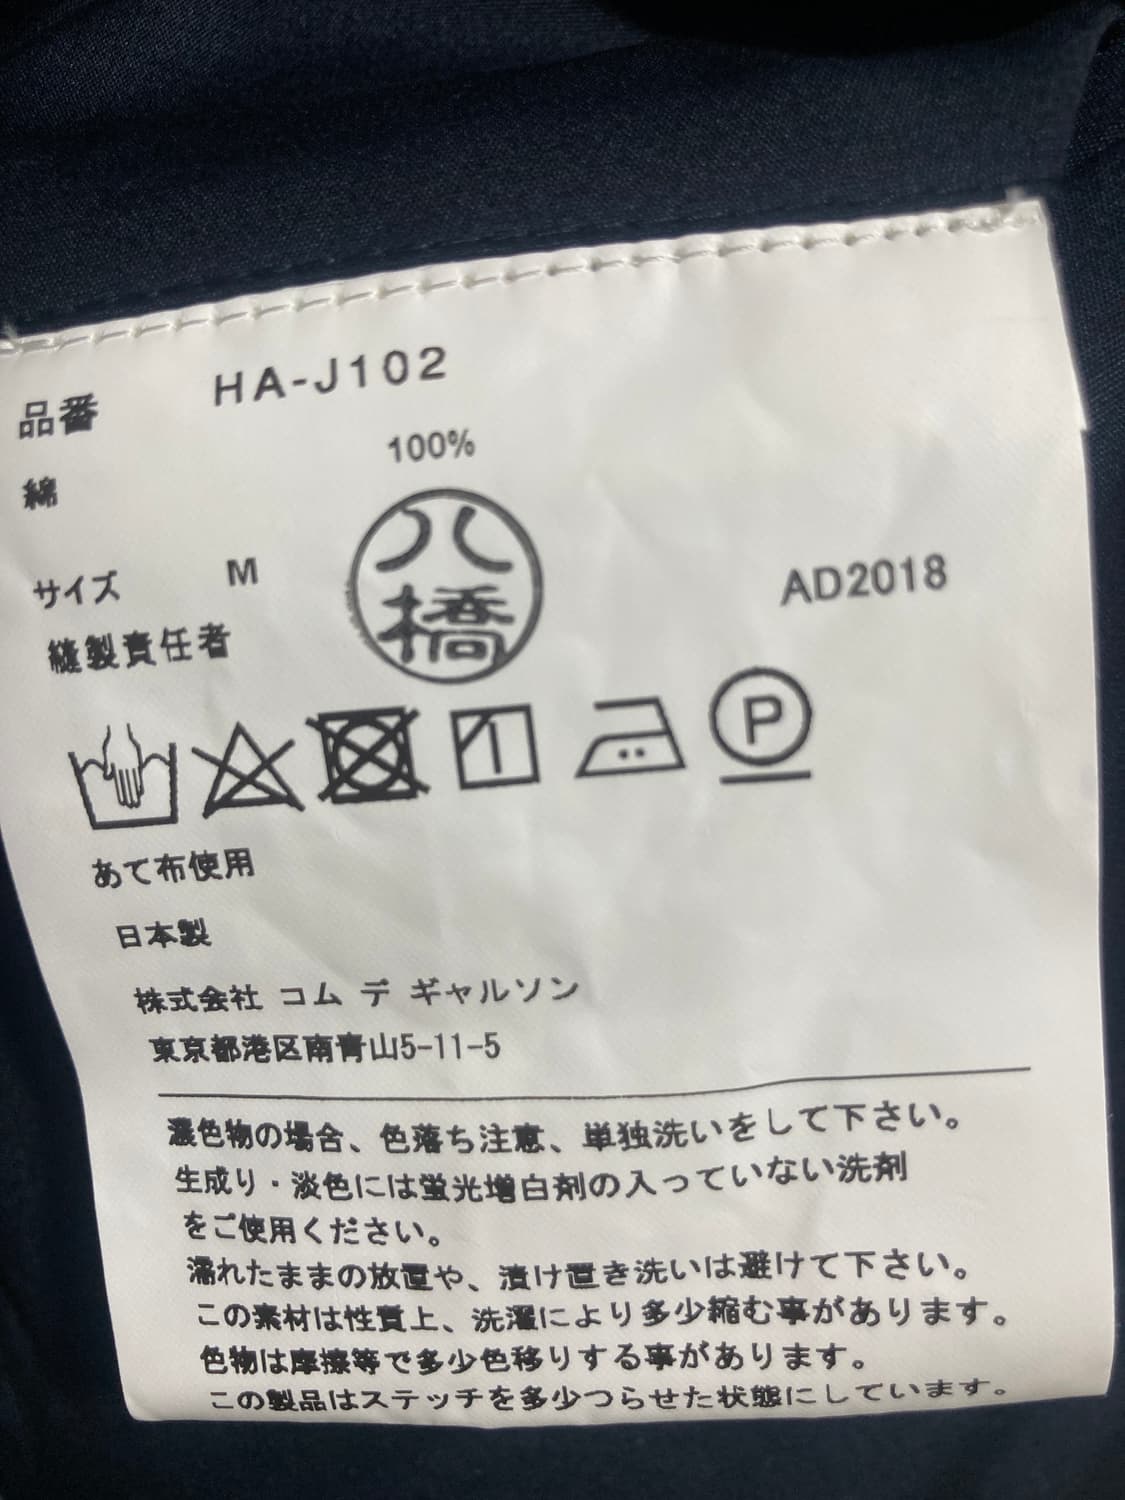 品番 HA-J102
綿 100%
サイズ M
八橋
AD2018
縫製責任者
P
あて布使用
日本製
株式会社 コム デ ギャルソン
東京都港区南青山5-11-5
濃色物の場合、色落ち注意、単独洗いをして下さい。
生成り・淡色には蛍光増白剤の入っていない洗剤
をご使用ください。
濡れたままの放置や、漬け置き洗いは避けて下さい。
この素材は性質上、洗濯により多少縮む事があります。
色物は摩擦等で多少色移りする事があります。
この製品はステッチを多少つらせた状態にしています。